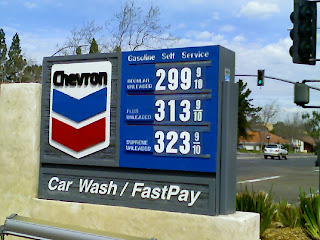 Chevron
Gasoline Self Service
REGULAR UNLEADED 299 9/10
PLUS UNLEADED 313 9/10
SUPREME UNLEADED 323 9/10
Car Wash / FastPay